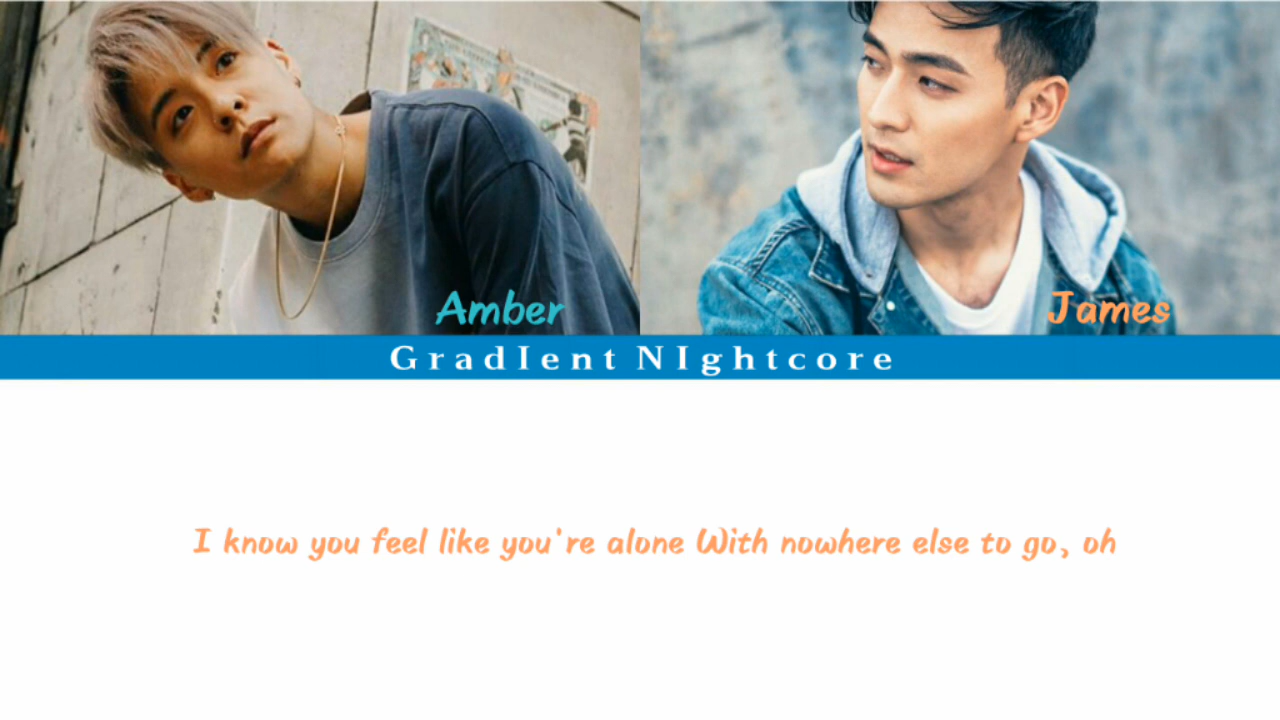 Amber
James
GradIent NIghtcore
I know you feel like you're alone With nowhere else to go, oh